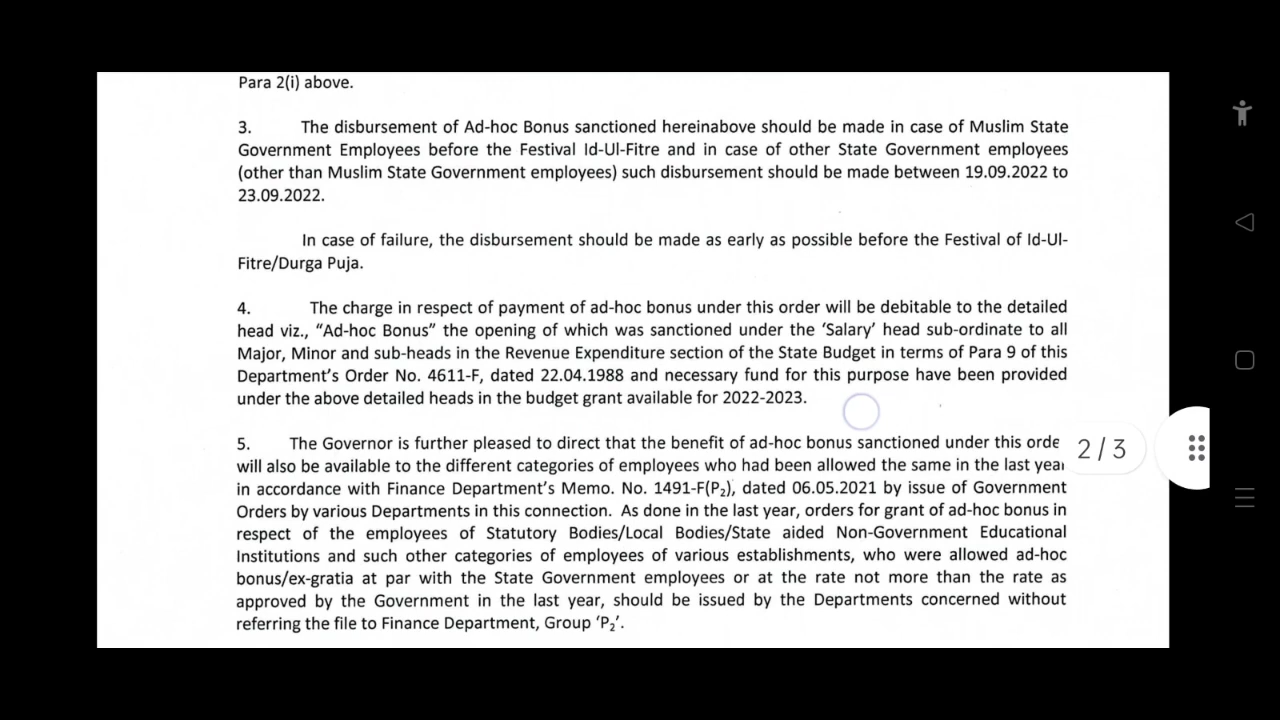 Para 2(i) above.
3. The disbursement of Ad-hoc Bonus sanctioned hereinabove should be made in case of Muslim State
Government Employees before the Festival Id-Ul-Fitre and in case of other State Government employees
(other than Muslim State Government employees) such disbursement should be made between 19.09.2022 to
23.09.2022.
In case of failure, the disbursement should be made as early as possible before the Festival of Id-Ul-
Fitre/Durga Puja.
4. The charge in respect of payment of ad-hoc bonus under this order will be debitable to the detailed
head viz., “Ad-hoc Bonus” the opening of which was sanctioned under the ‘Salary’ head sub-ordinate to all
Major, Minor and sub-heads in the Revenue Expenditure section of the State Budget in terms of Para 9 of this
Department’s Order No. 4611-F, dated 22.04.1988 and necessary fund for this purpose have been provided
under the above detailed heads in the budget grant available for 2022-2023.
5. The Governor is further pleased to direct that the benefit of ad-hoc bonus sanctioned under this orde
will also be available to the different categories of employees who had been allowed the same in the last year
in accordance with Finance Department’s Memo. No. 1491-F(P₂), dated 06.05.2021 by issue of Government
Orders by various Departments in this connection. As done in the last year, orders for grant of ad-hoc bonus in
respect of the employees of Statutory Bodies/Local Bodies/State aided Non-Government Educational
Institutions and such other categories of employees of various establishments, who were allowed ad-hoc
bonus/ex-gratia at par with the State Government employees or at the rate not more than the rate as
approved by the Government in the last year, should be issued by the Departments concerned without
referring the file to Finance Department, Group ‘P₂’.
2/3